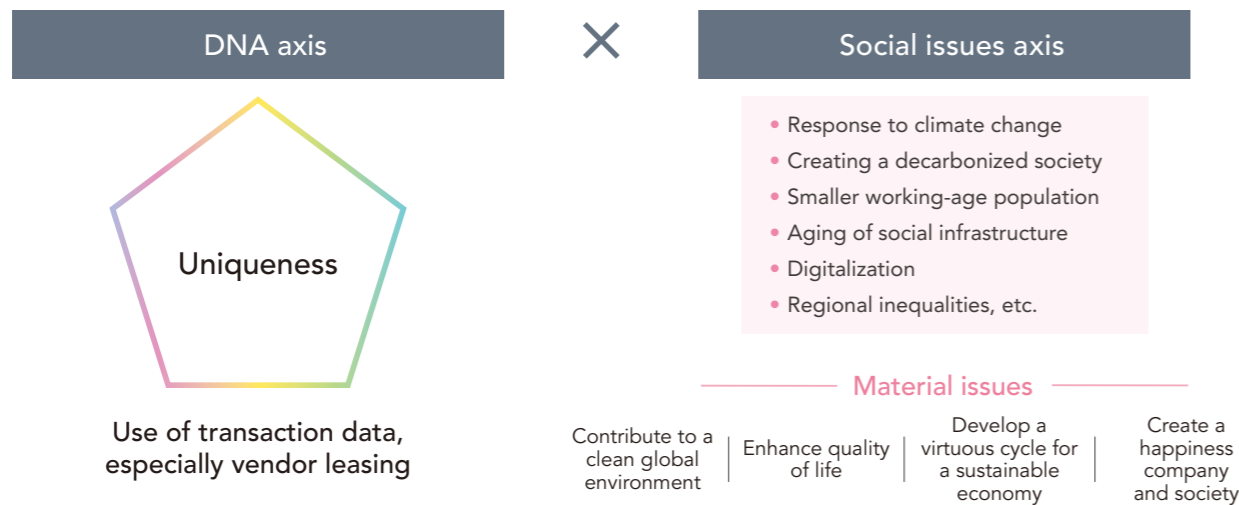 DNA axis
×
Social issues axis
Uniqueness
Use of transaction data,
especially vendor leasing
• Response to climate change
• Creating a decarbonized society
• Smaller working-age population
• Aging of social infrastructure
• Digitalization
• Regional inequalities, etc.
Material issues
Contribute to a
clean global
environment
Enhance quality
of life
Develop a
virtuous cycle for
a sustainable
economy
Create a
happiness
company
and society